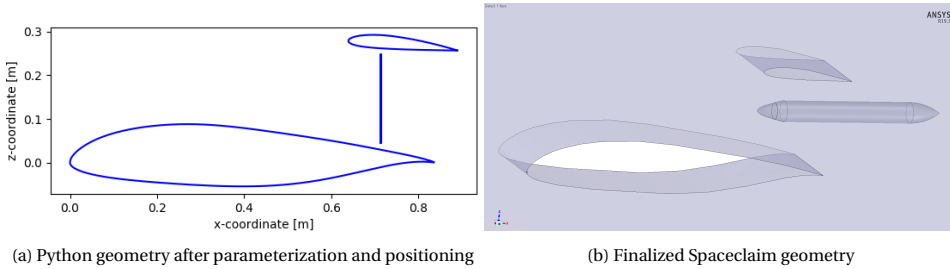 0.3
0.2
0.1
0.0
z-coordinate [m]
0.0 0.2 0.4 0.6 0.8
x-coordinate [m]
ANSYS
R19.
(a) Python geometry after parameterization and positioning
(b) Finalized Spaceclaim geometry